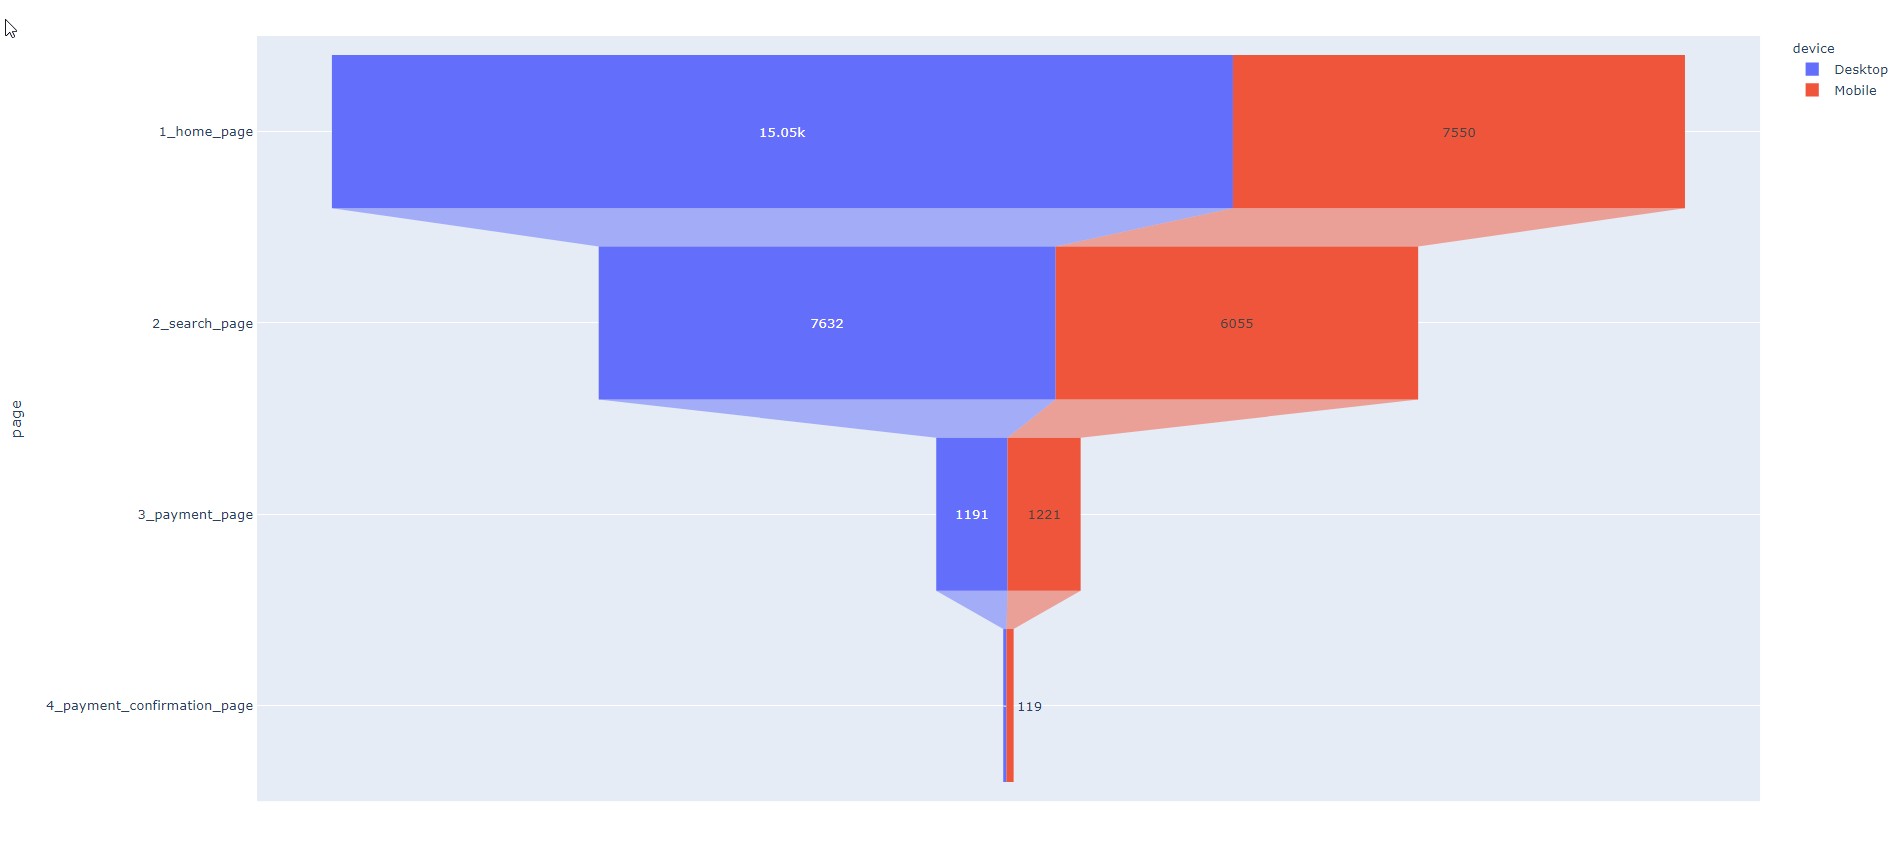 device
Desktop
Mobile
1_home_page
15.05k
7550
2_search_page
7632
6055
page
3_payment_page
1191
1221
4_payment_confirmation_page
119